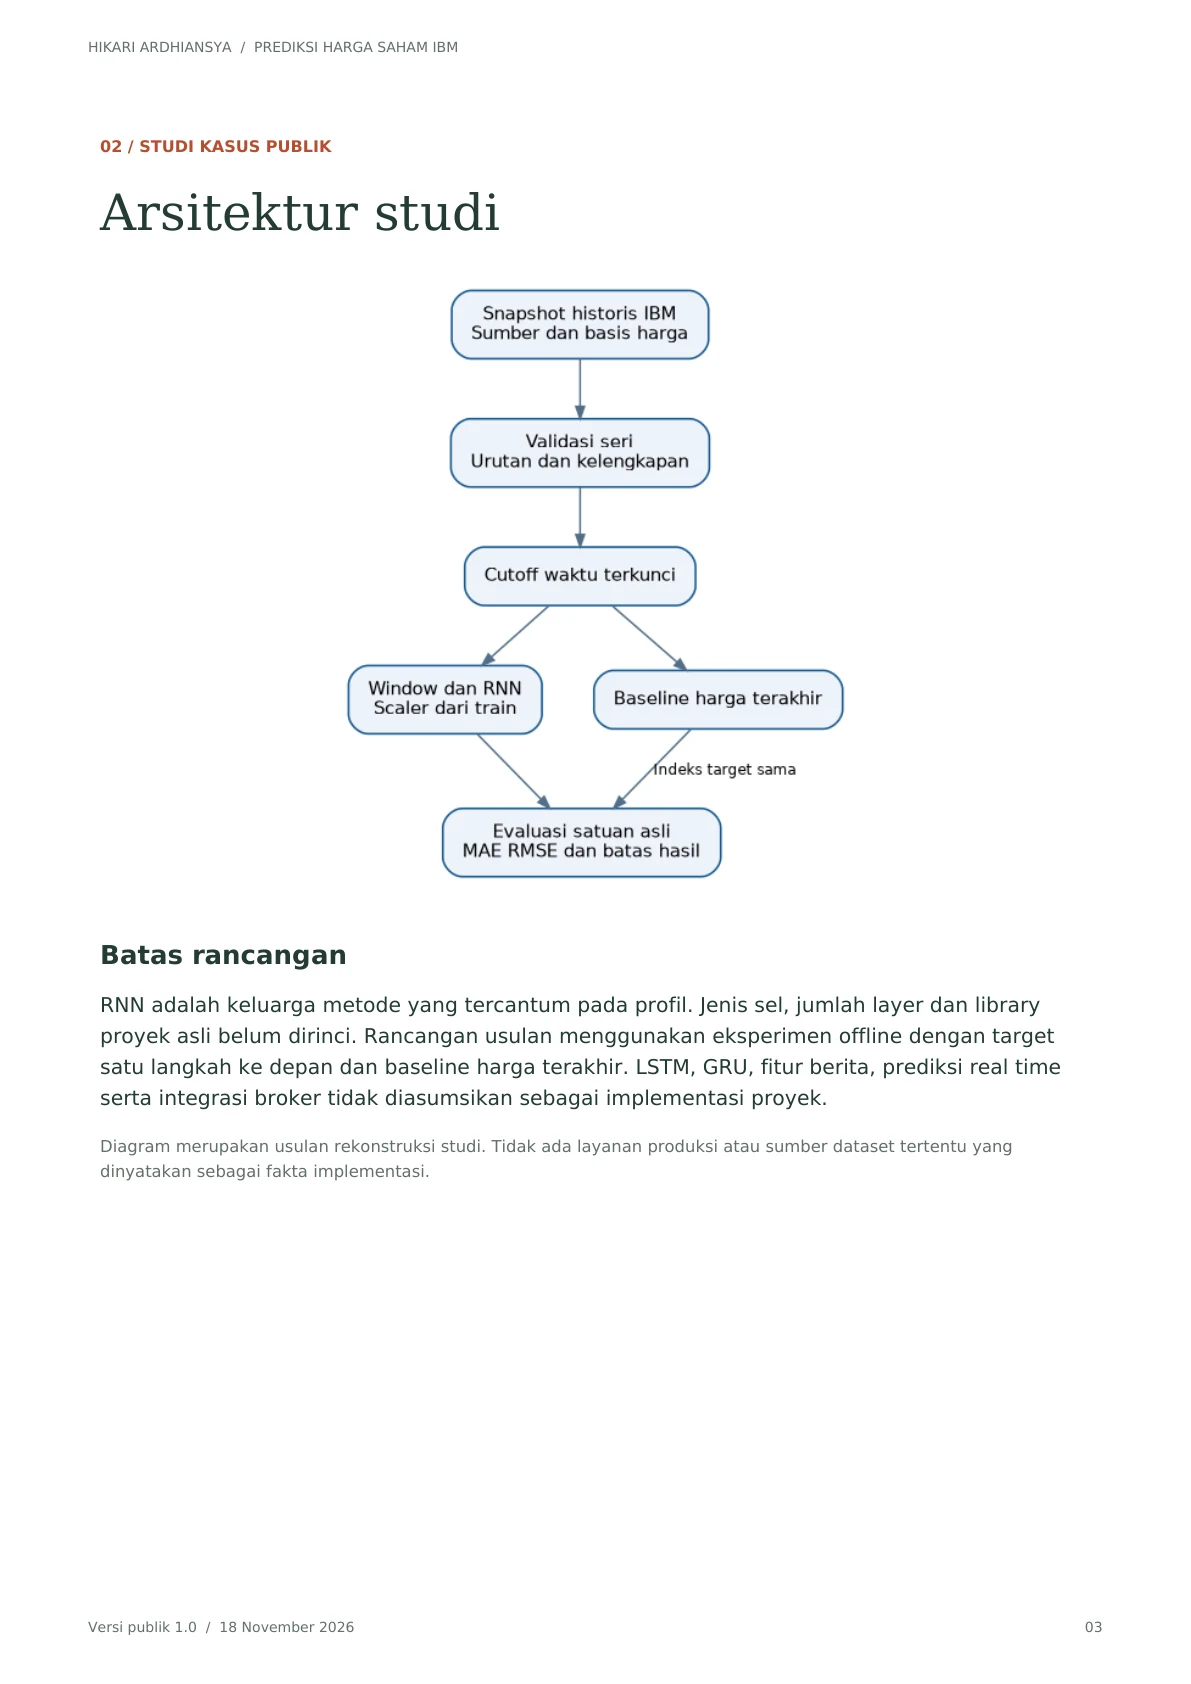 HIKARI ARDHIANSYA / PREDIKSI HARGA SAHAM IBM
02 / STUDI KASUS PUBLIK
Arsitektur studi
Snapshot historis IBM
Sumber dan basis harga
Validasi seri
Urutan dan kelengkapan
Cutoff waktu terkunci
Window dan RNN
Scaler dari train
Baseline harga terakhir
Indeks target sama
Evaluasi satuan asli
MAE RMSE dan batas hasil
Batas rancangan
RNN adalah keluarga metode yang tercantum pada profil. Jenis sel, jumlah layer dan library
proyek asli belum dirinci. Rancangan usulan menggunakan eksperimen offline dengan target
satu langkah ke depan dan baseline harga terakhir. LSTM, GRU, fitur berita, prediksi real time
serta integrasi broker tidak diasumsikan sebagai implementasi proyek.
Diagram merupakan usulan rekonstruksi studi. Tidak ada layanan produksi atau sumber dataset tertentu yang
dinyatakan sebagai fakta implementasi.
Versi publik 1.0 / 18 November 2026
03